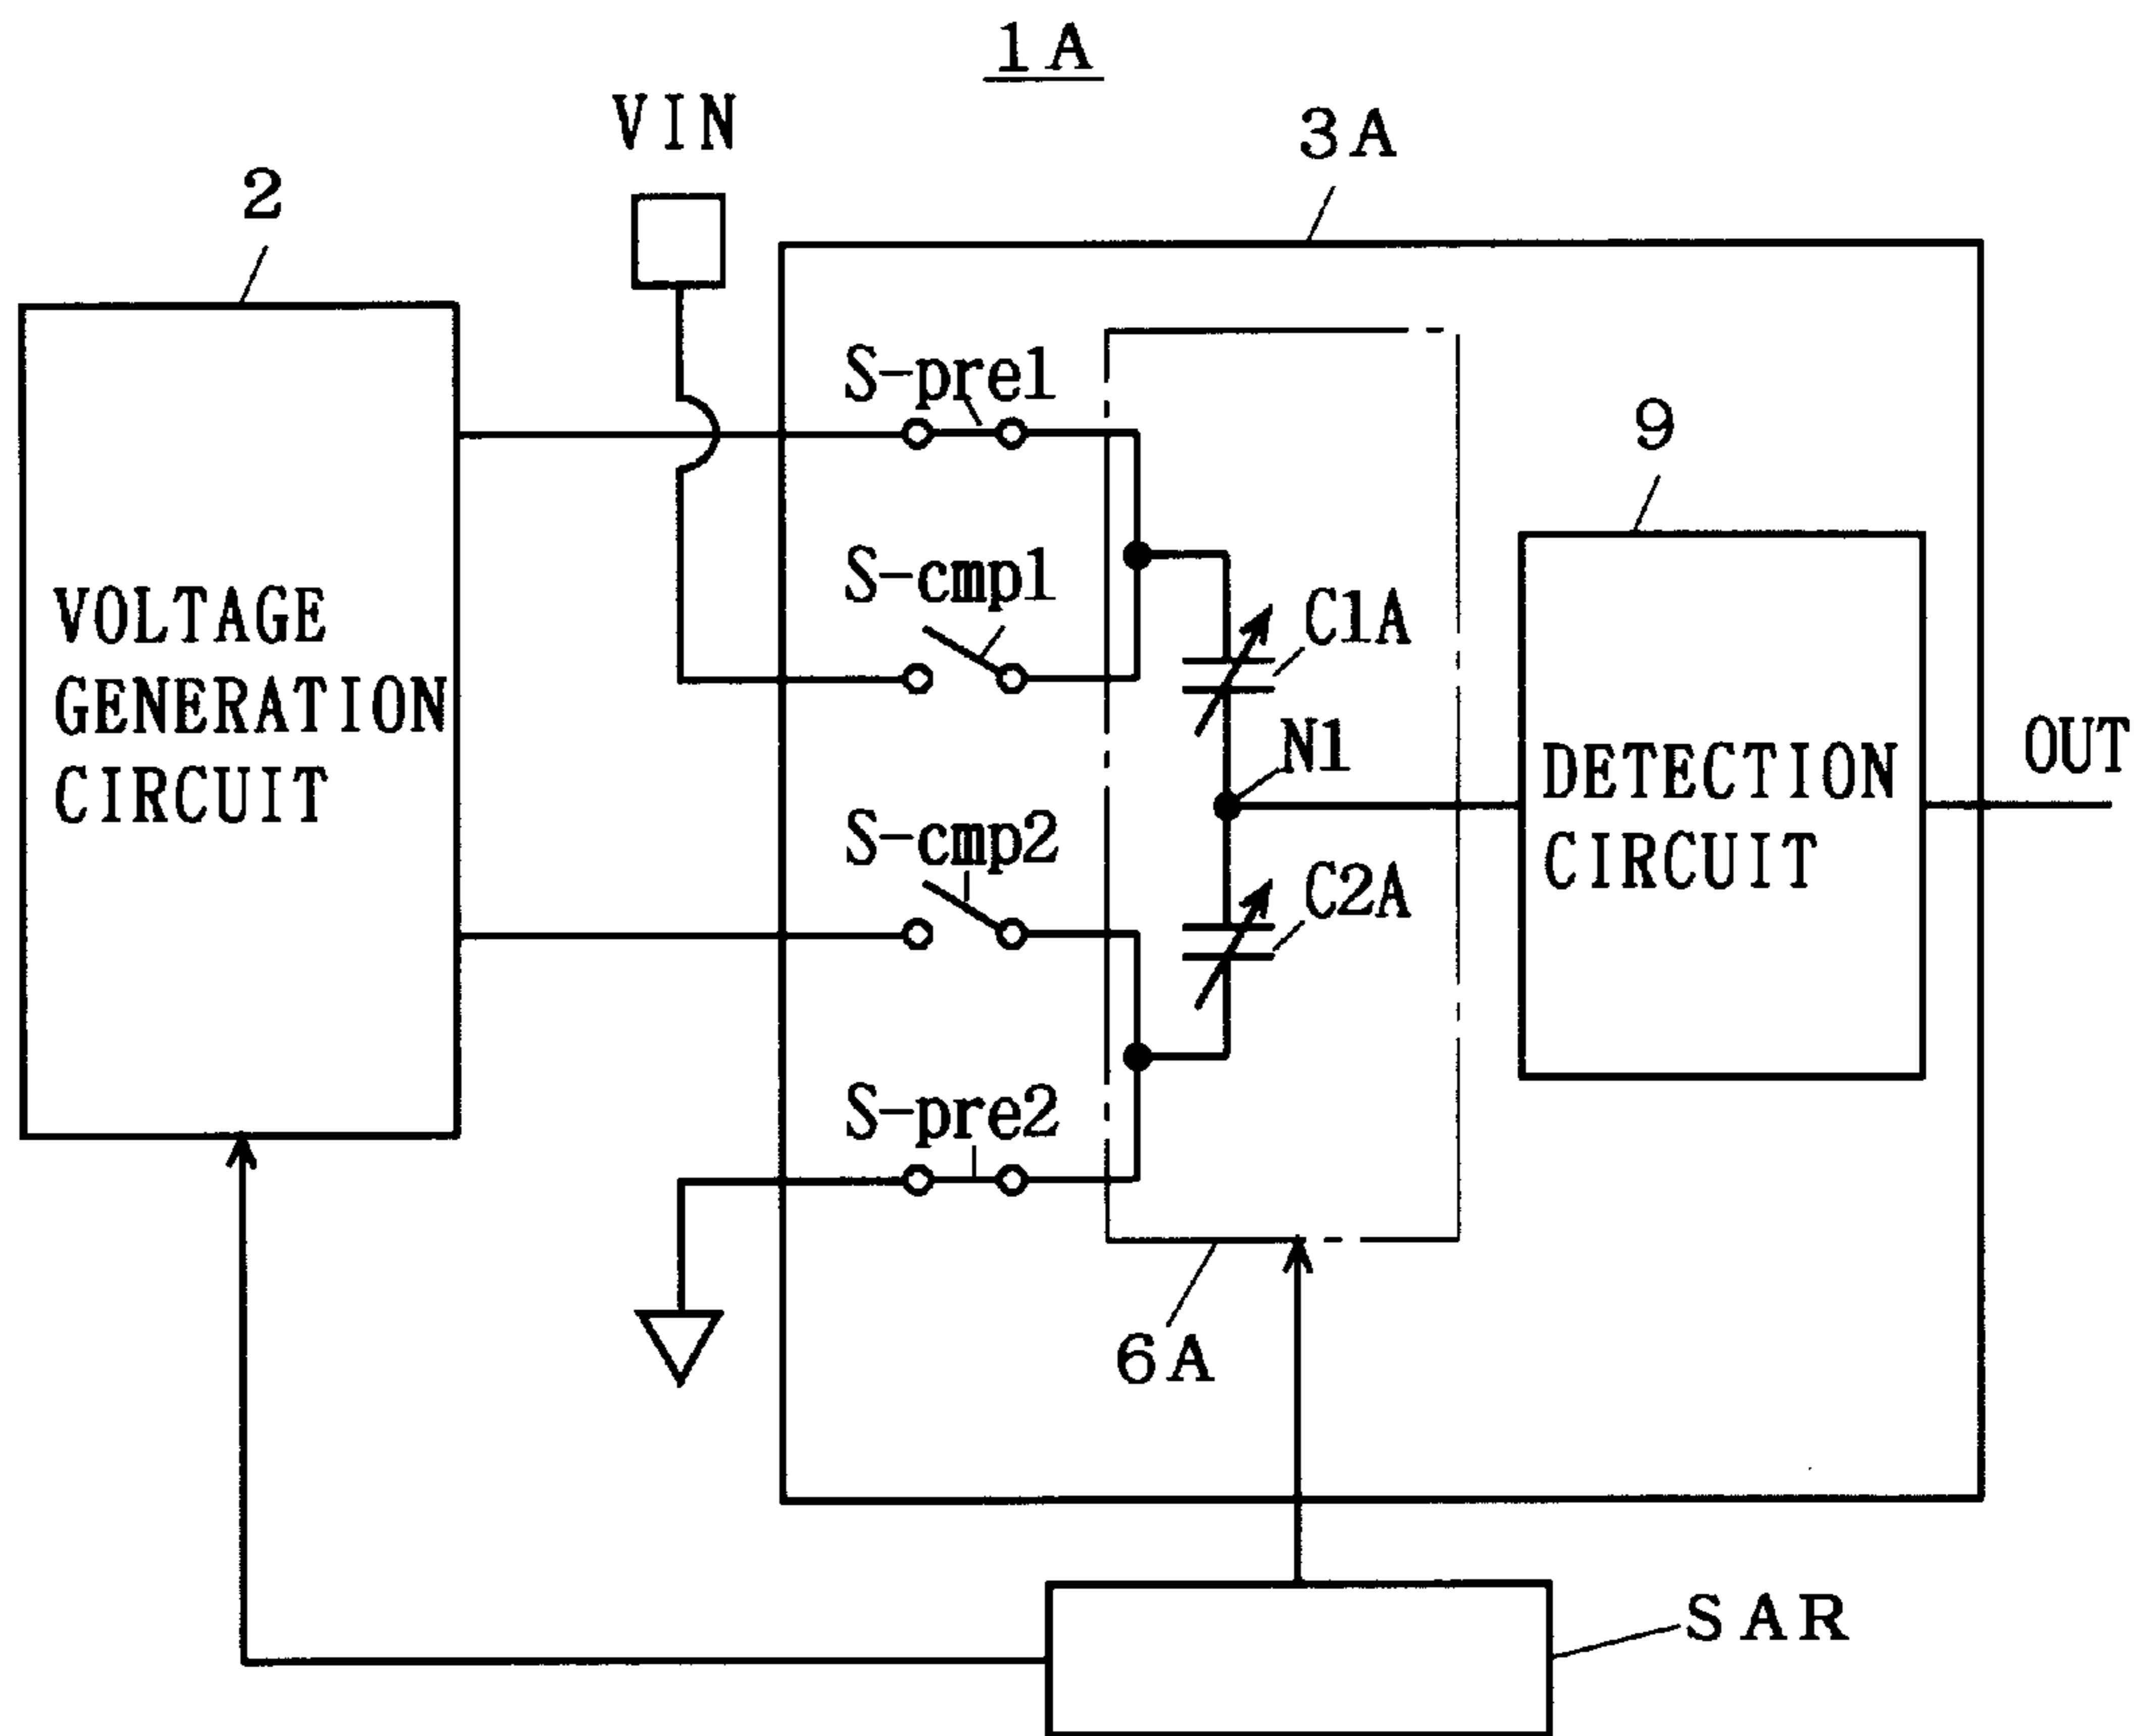 1A
VIN
3A
2
S-pre1
9
S-cmp1
C1A
VOLTAGE
GENERATION
CIRCUIT
N1
OUT
DETECTION
CIRCUIT
S-cmp2
C2A
S-pre2
6A
SAR